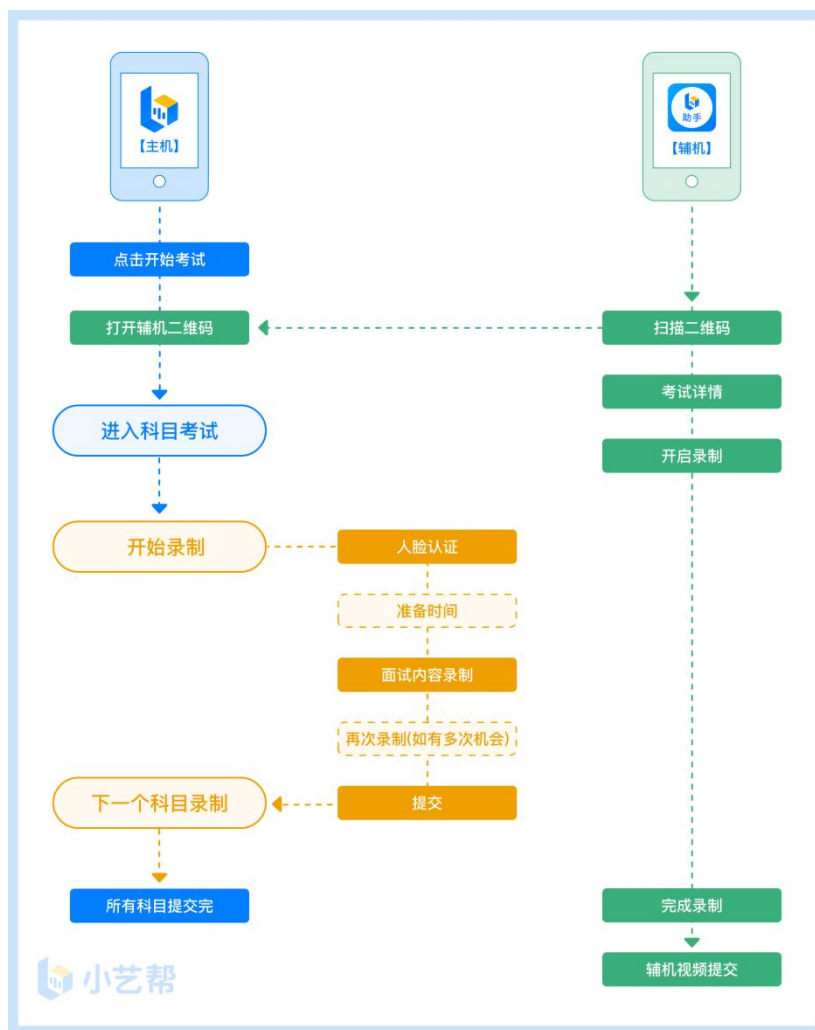 【主机】
助手
【辅机】
点击开始考试
打开辅机二维码
扫描二维码
考试详情
进入科目考试
开启录制
开始录制
人脸认证
准备时间
面试内容录制
再次录制(如有多次机会)
下一个科目录制
提交
所有科目提交完
完成录制
辅机视频提交
小艺帮